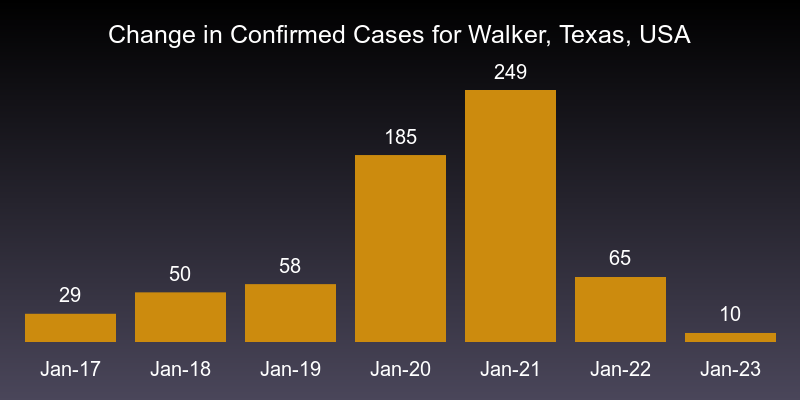 Change in Confirmed Cases for Walker, Texas, USA
29 50 58 185 249 65 10
Jan-17 Jan-18 Jan-19 Jan-20 Jan-21 Jan-22 Jan-23